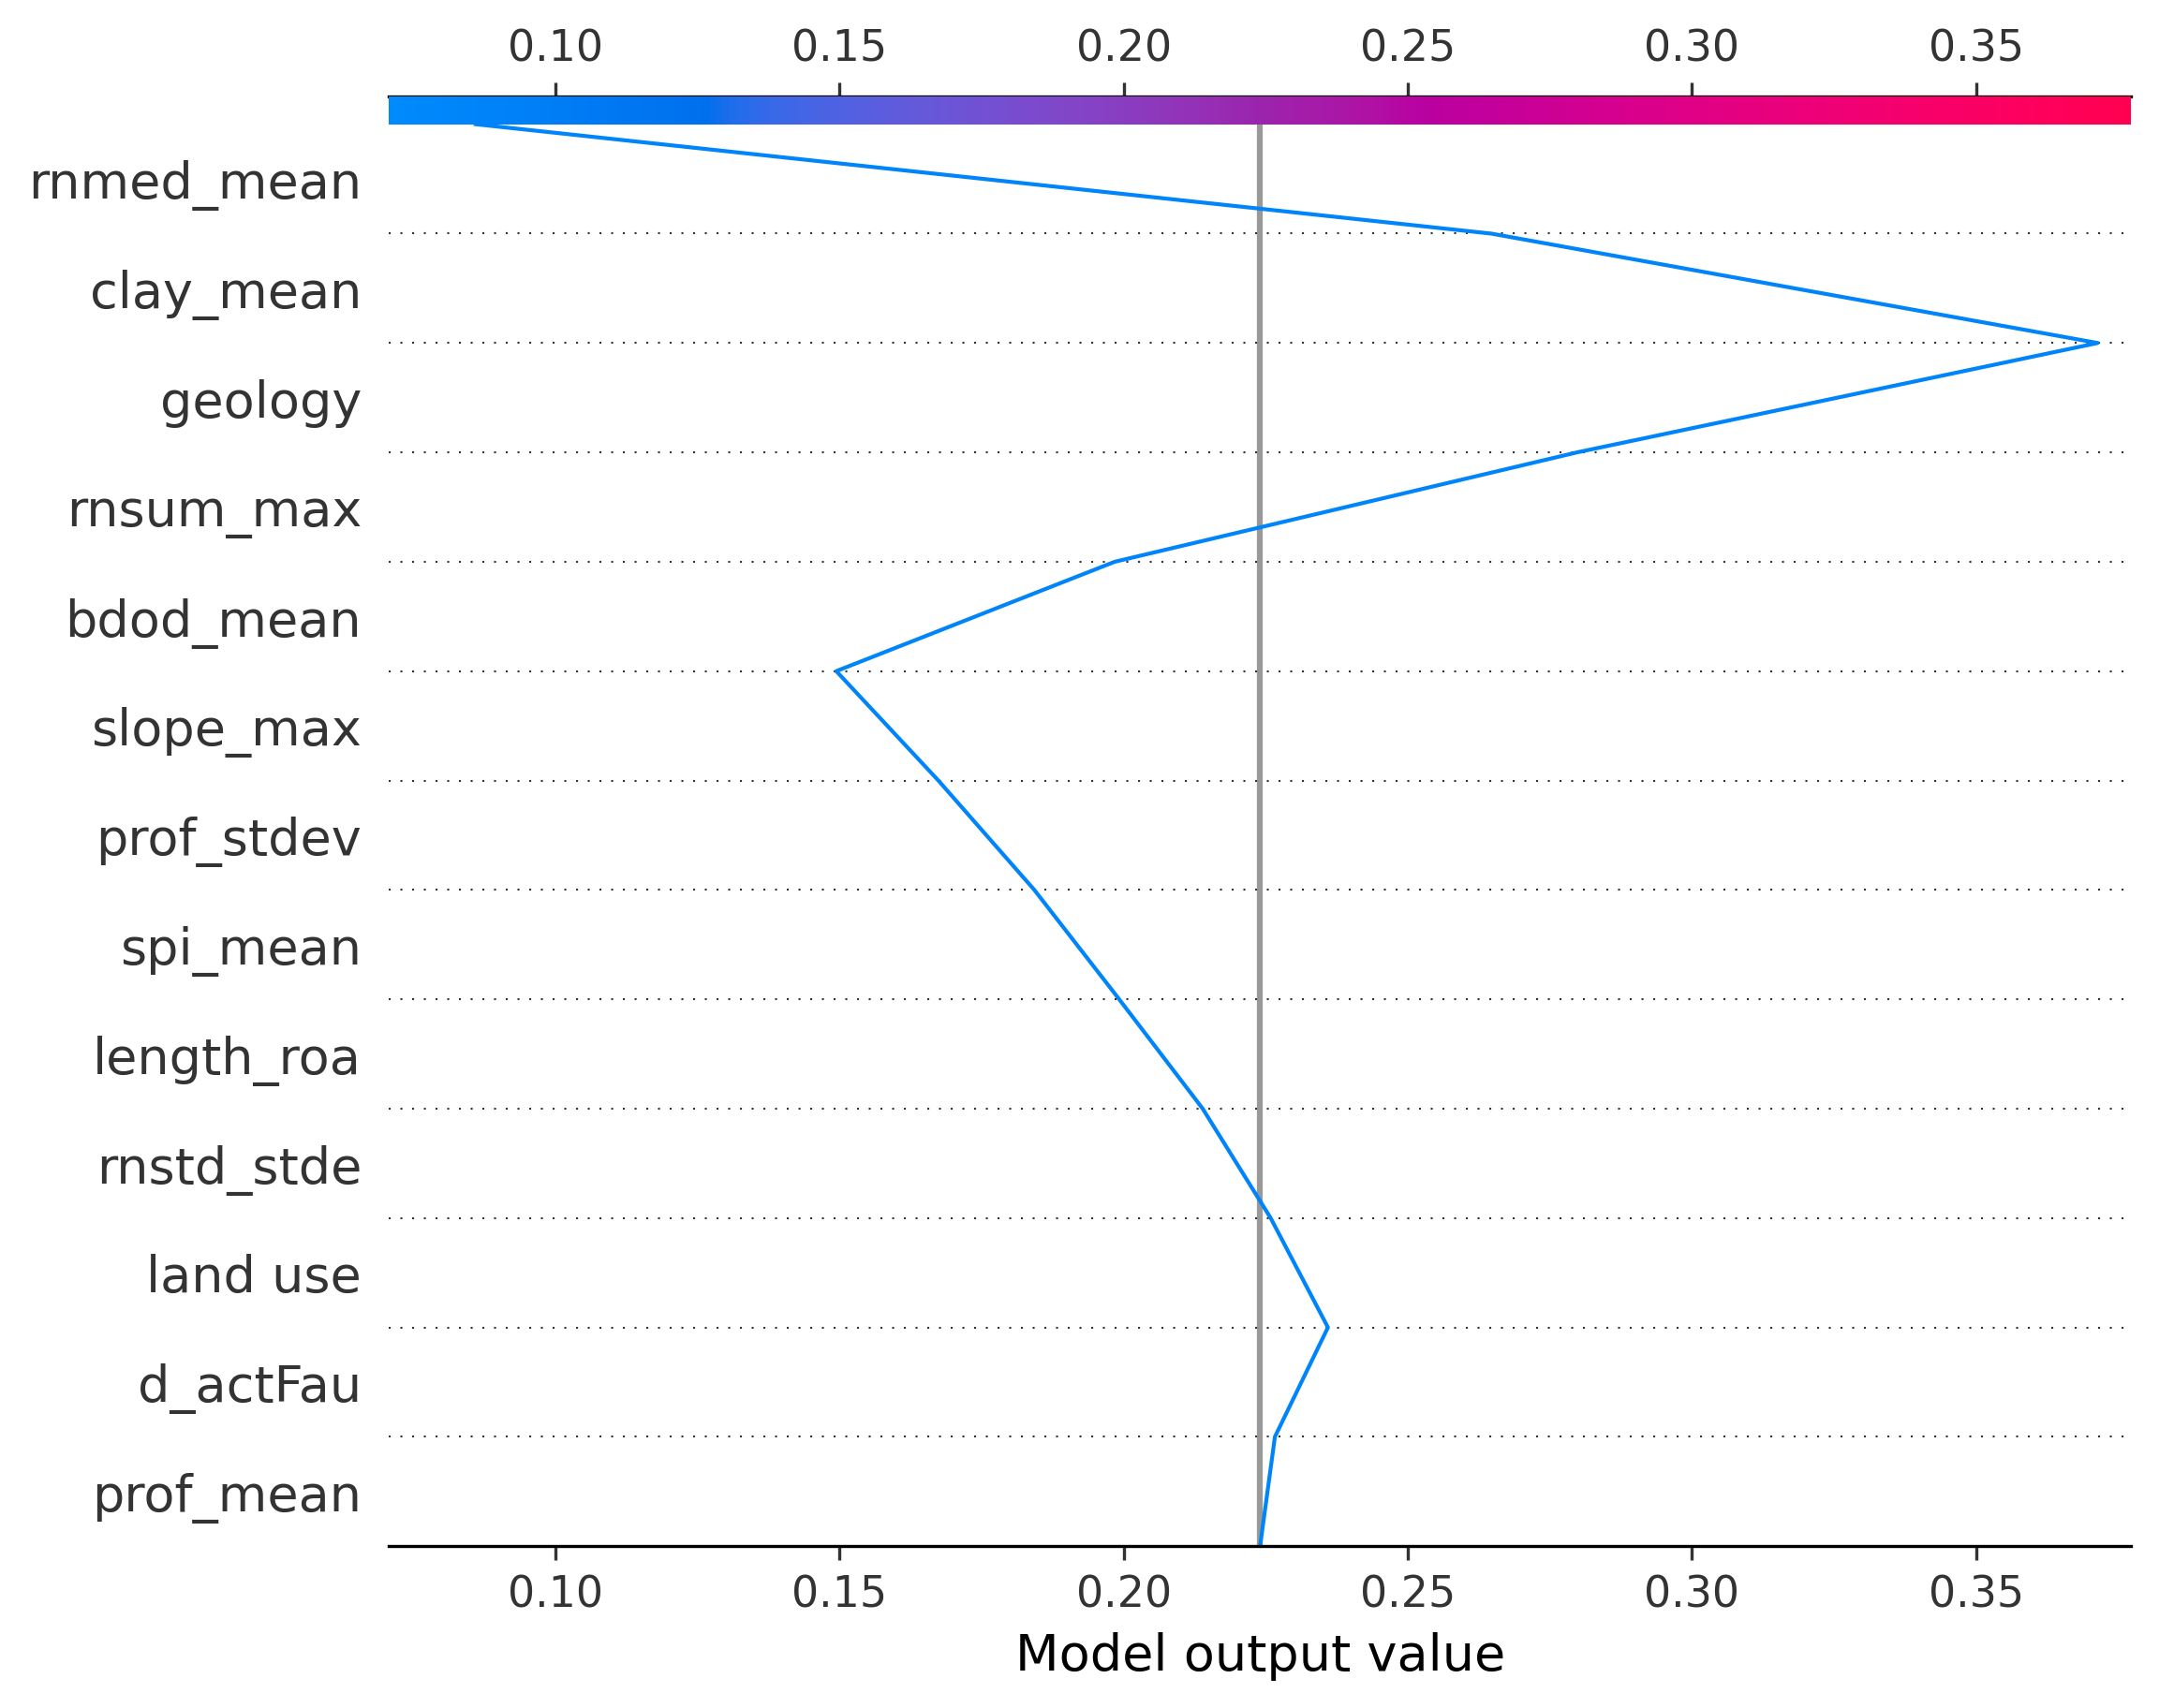 0.10 0.15 0.20 0.25 0.30 0.35
rnmed_mean
clay_mean
geology
rnsum_max
bdod_mean
slope_max
prof_stdev
spi_mean
length_roa
rnstd_stde
land use
d_actFau
prof_mean
0.10 0.15 0.20 0.25 0.30 0.35
Model output value